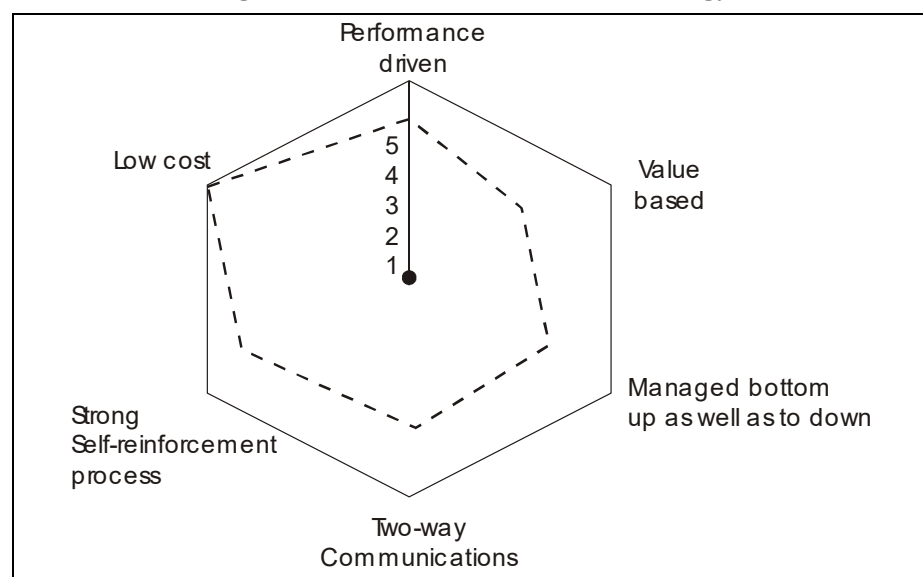 Performance
driven
Low cost
Value
based
5
4
3
2
1
Managed bottom
up as well as to down
Strong
Self-reinforcement
process
Two-way
Communications